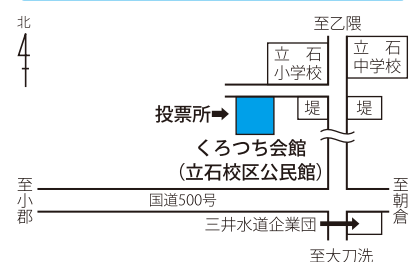 北
至乙隈
立石
小学校
立石
中学校
堤
堤
投票所
くろつち会館
(立石校区公民館)
至小郡
国道500号
至朝倉
三井水道企業団
至大刀洗